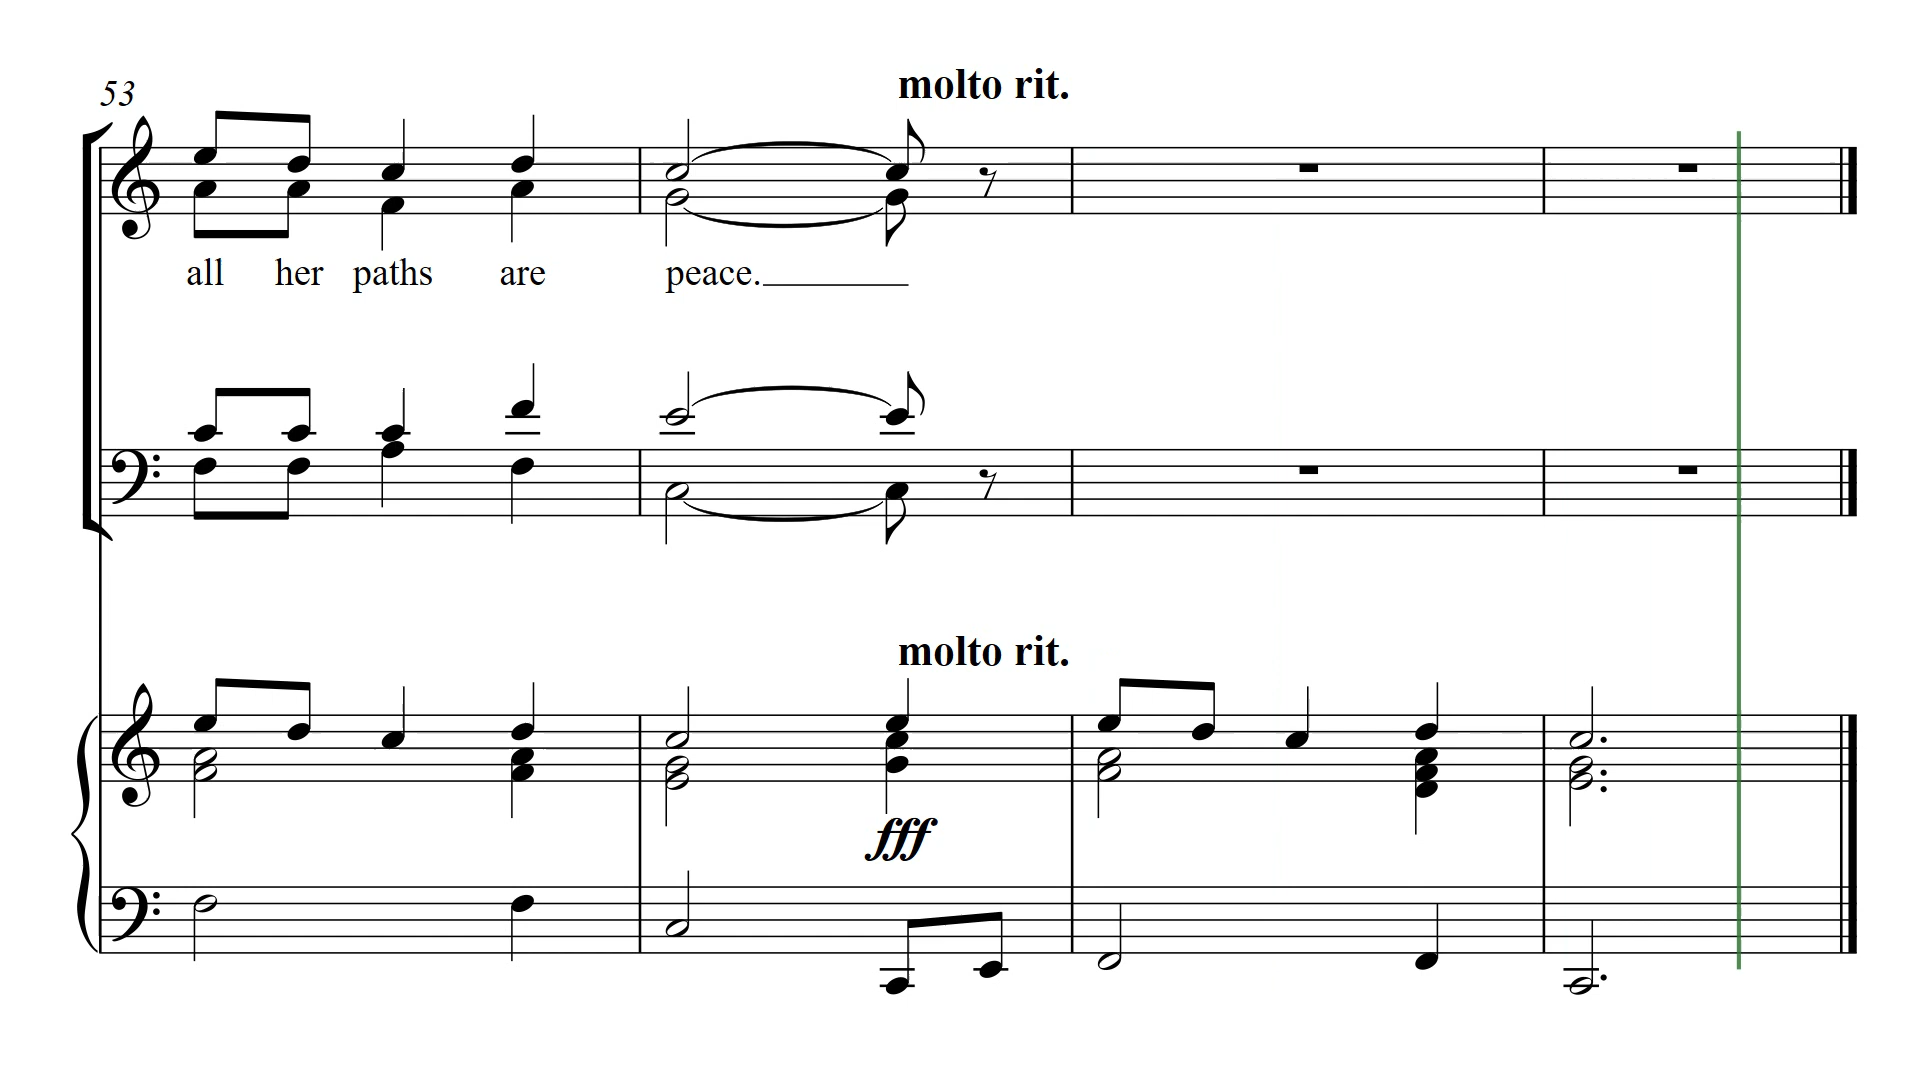 53
molto rit.
all her paths are peace.
molto rit.
fff